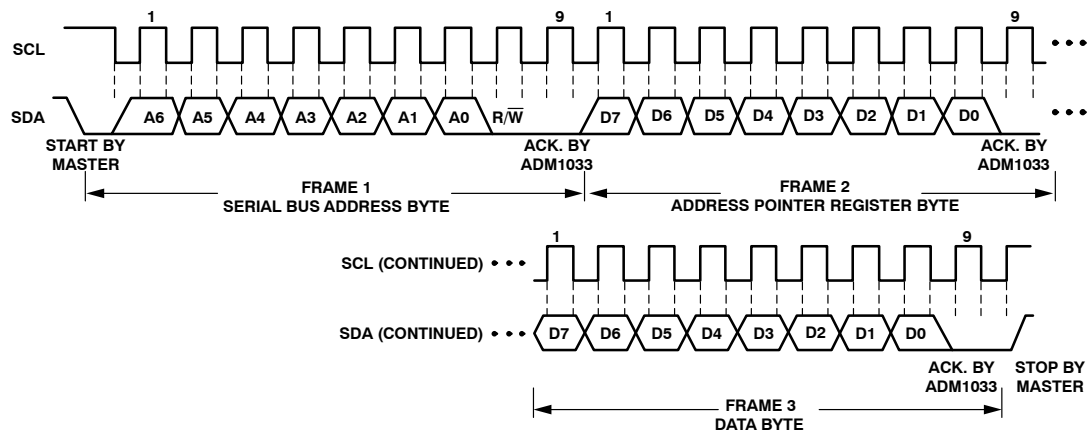 1 9 1 9
SCL
SDA A6 A5 A4 A3 A2 A1 A0 R/W̅ D7 D6 D5 D4 D3 D2 D1 D0
START BY
MASTER
ACK. BY
ADM1033
ACK. BY
ADM1033
FRAME 1
SERIAL BUS ADDRESS BYTE
FRAME 2
ADDRESS POINTER REGISTER BYTE
1 9
SCL (CONTINUED)
SDA (CONTINUED) D7 D6 D5 D4 D3 D2 D1 D0
ACK. BY
ADM1033
STOP BY
MASTER
FRAME 3
DATA BYTE